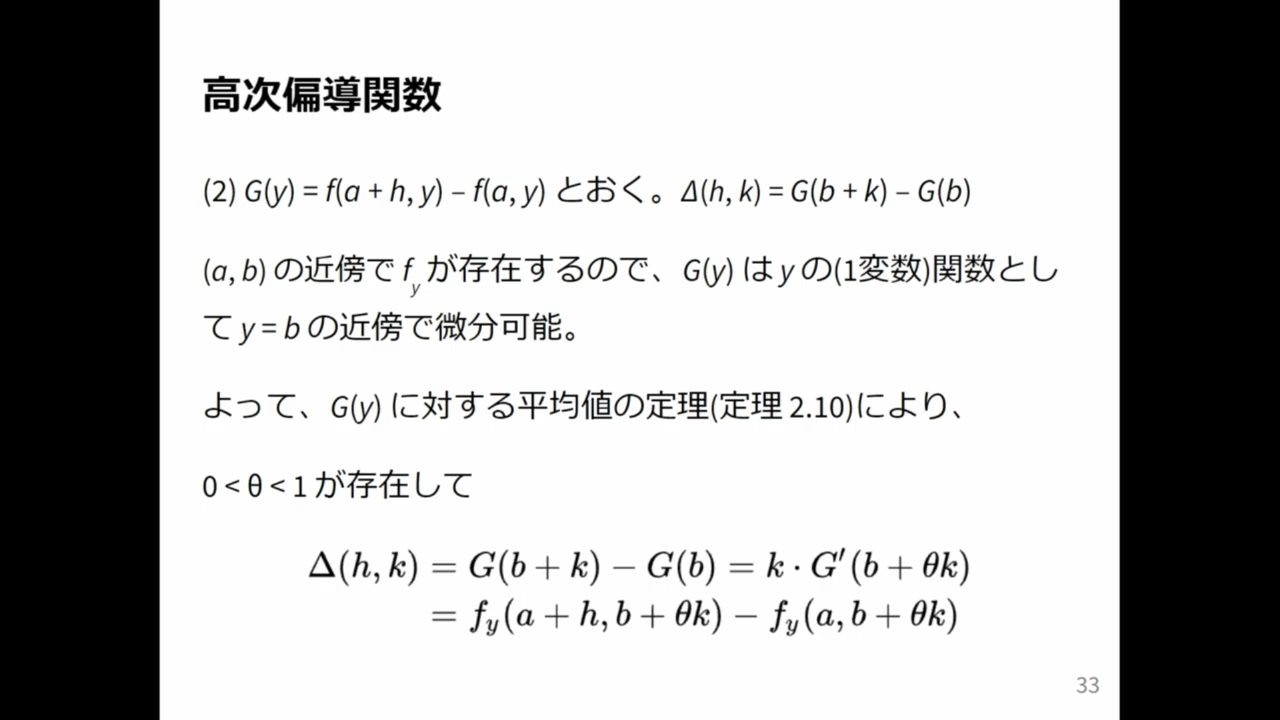 高次偏導関数
(2) G(y) = f(a + h, y) – f(a, y) とおく。Δ(h, k) = G(b + k) – G(b)
(a, b) の近傍で f_y が存在するので、G(y) は y の(1変数)関数とし
て y = b の近傍で微分可能。
よって、G(y) に対する平均値の定理(定理 2.10)により、
0 < θ < 1 が存在して
Δ(h, k) = G(b + k) − G(b) = k · G′(b + θk)
= f_y(a + h, b + θk) − f_y(a, b + θk)
33